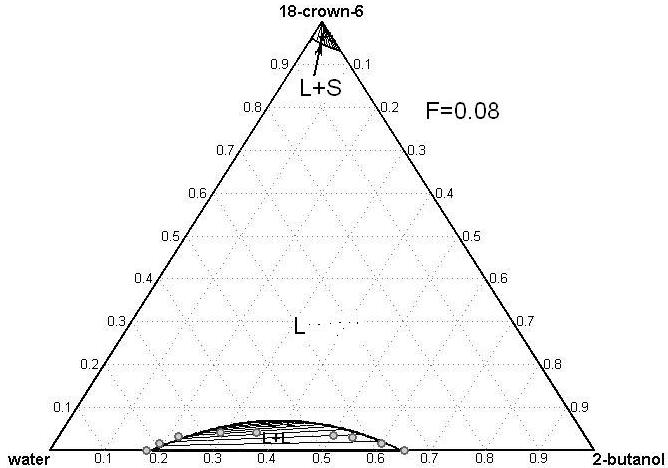 18-crown-6
0.9 0.1
L+S
0.8 0.2
F=0.08
0.7 0.3
0.6 0.4
0.5 0.5
0.4 0.6
0.3 L 0.7
0.2 0.8
0.1 0.9
L+L
water 0.1 0.2 0.3 0.4 0.5 0.6 0.7 0.8 0.9 2-butanol